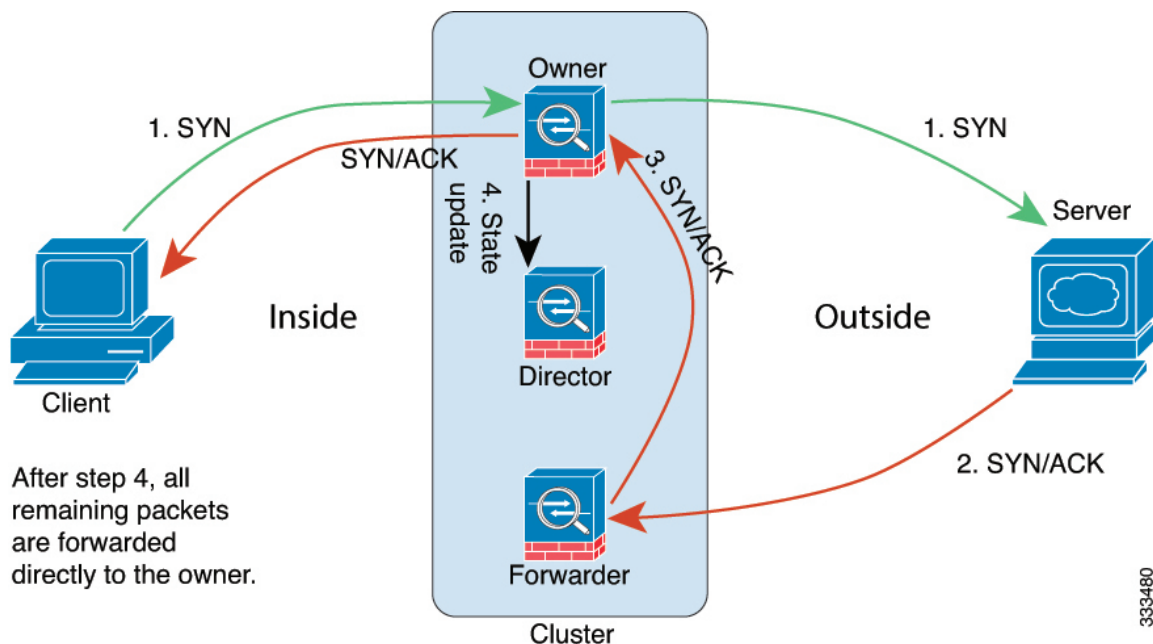 Owner
1. SYN
1. SYN
SYN/ACK
3. SYN/ACK
4. State
update
Server
Inside
Outside
Director
Client
2. SYN/ACK
After step 4, all
remaining packets
are forwarded
directly to the owner.
Forwarder
Cluster
333480